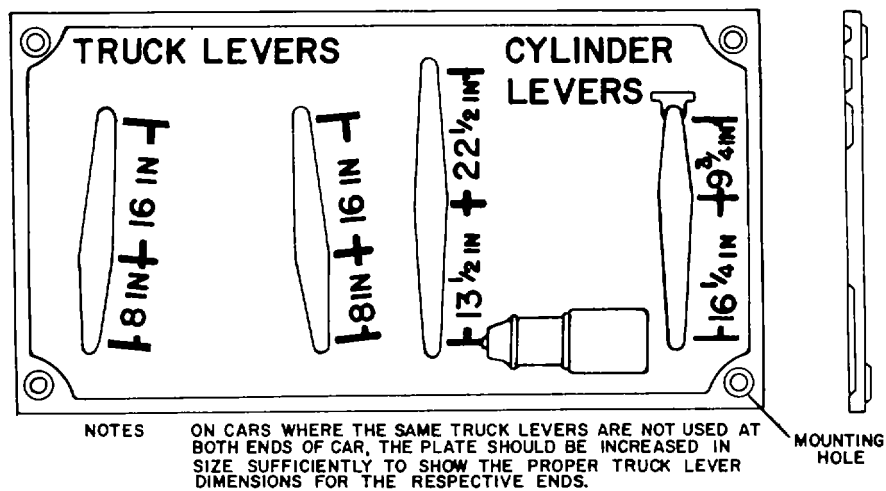 TRUCK LEVERS
CYLINDER
LEVERS
16 IN
8 IN
16 IN
8 IN
22 1/2 IN
13 1/2 IN
9 3/4 IN
16 1/4 IN
NOTES
ON CARS WHERE THE SAME TRUCK LEVERS ARE NOT USED AT
BOTH ENDS OF CAR, THE PLATE SHOULD BE INCREASED IN
SIZE SUFFICIENTLY TO SHOW THE PROPER TRUCK LEVER
DIMENSIONS FOR THE RESPECTIVE ENDS.
MOUNTING
HOLE